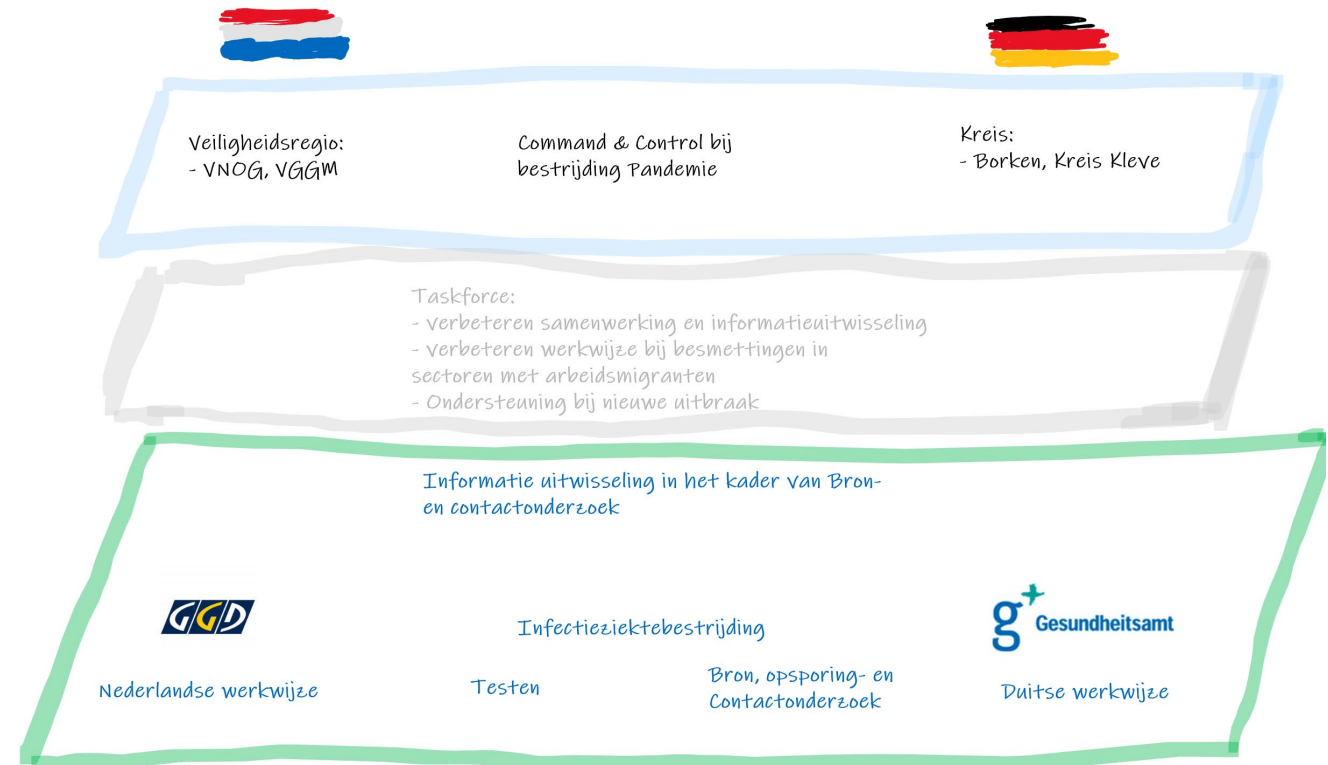 Veiligheidsregio:
- VNOG, VGGM
Command & Control bij
bestrijding Pandemie
Kreis:
- Borken, Kreis Kleve
Taskforce:
- verbeteren samenwerking en informatieuitwisseling
- verbeteren werkwijze bij besmettingen in
sectoren met arbeidsmigranten
- Ondersteuning bij nieuwe uitbraak
Informatie uitwisseling in het kader van Bron-
en contactonderzoek
GGD
Infectieziektebestrijding
g+ Gesundheitsamt
Nederlandse werkwijze
Testen
Bron, opsporing- en
Contactonderzoek
Duitse werkwijze